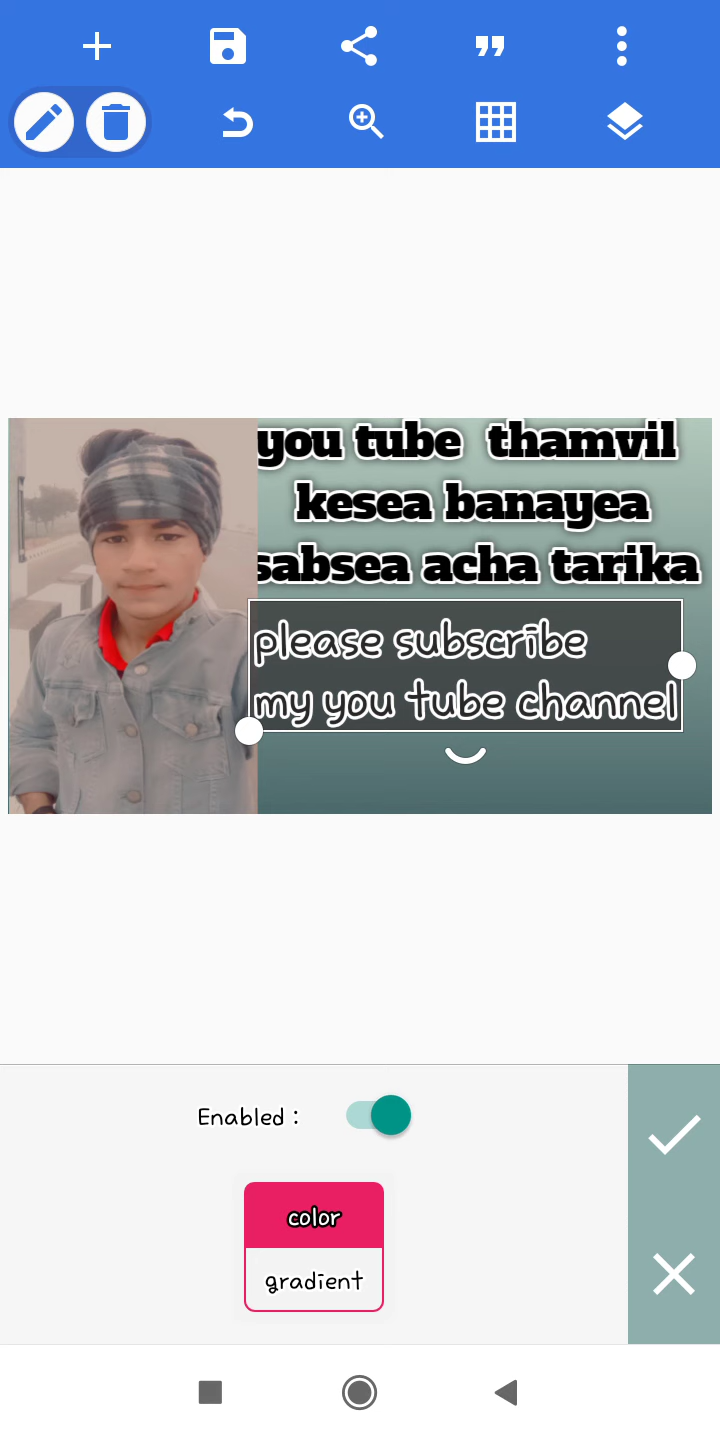 you tube thamvil
kesea banayea
sabsea acha tarika
please subscribe
my you tube channel
Enabled :
color
gradient